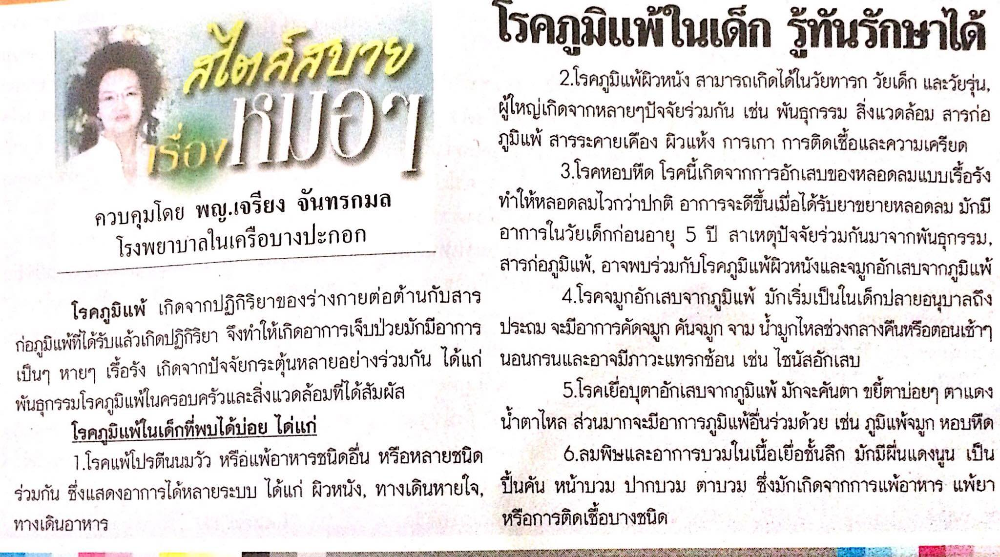 สไตล์สบาย
เรื่องหมอๆ
ควบคุมโดย พญ.เจรียง จันทรกมล
โรงพยาบาลในเครือบางปะกอก
โรคภูมิแพ้ในเด็ก รู้ทันรักษาได้
โรคภูมิแพ้ เกิดจากปฏิกิริยาของร่างกายต่อต้านกับสาร
ก่อภูมิแพ้ที่ได้รับแล้วเกิดปฏิกิริยา จึงทำให้เกิดอาการเจ็บป่วยมักมีอาการ
เป็นๆ หายๆ เรื้อรัง เกิดจากปัจจัยกระตุ้นหลายอย่างร่วมกัน ได้แก่
พันธุกรรมโรคภูมิแพ้ในครอบครัวและสิ่งแวดล้อมที่ได้สัมผัส
โรคภูมิแพ้ในเด็กที่พบได้บ่อย ได่แก่
1.โรคแพ้โปรตีนนมวัว หรือแพ้อาหารชนิดอื่น หรือหลายชนิด
ร่วมกัน ซึ่งแสดงอาการได้หลายระบบ ได้แก่ ผิวหนัง, ทางเดินหายใจ,
ทางเดินอาหาร
2.โรคภูมิแพ้ผิวหนัง สามารถเกิดได้ในวัยทารก วัยเด็ก และวัยรุ่น,
ผู้ใหญ่เกิดจากหลายๆปัจจัยร่วมกัน เช่น พันธุกรรม สิ่งแวดล้อม สารก่อ
ภูมิแพ้ สารระคายเคือง ผิวแห้ง การเกา การติดเชื้อและความเครียด
3.โรคหอบหืด โรคนี้เกิดจากการอักเสบของหลอดลมแบบเรื้อรัง
ทำให้หลอดลมไวกว่าปกติ อาการจะดีขึ้นเมื่อได้รับยาขยายหลอดลม มักมี
อาการในวัยเด็กก่อนอายุ 5 ปี สาเหตุปัจจัยร่วมกันมาจากพันธุกรรม,
สารก่อภูมิแพ้, อาจพบร่วมกับโรคภูมิแพ้ผิวหนังและจมูกอักเสบจากภูมิแพ้
4.โรคจมูกอักเสบจากภูมิแพ้ มักเริ่มเป็นในเด็กปลายอนุบาลถึง
ประถม จะมีอาการคัดจมูก คันจมูก จาม น้ำมูกไหลช่วงกลางคืนหรือตอนเช้าๆ
นอนกรนและอาจมีภาวะแทรกซ้อน เช่น ไซนัสอักเสบ
5.โรคเยื่อบุตาอักเสบจากภูมิแพ้ มักจะคันตา ขยี้ตาบ่อยๆ ตาแดง
น้ำตาไหล ส่วนมากจะมีอาการภูมิแพ้อื่นร่วมด้วย เช่น ภูมิแพ้จมูก หอบหืด
6.ลมพิษและอาการบวมในเนื้อเยื่อชั้นลึก มักมีผื่นแดงนูน เป็น
ปื้นคัน หน้าบวม ปากบวม ตาบวม ซึ่งมักเกิดจากการแพ้อาหาร แพ้ยา
หรือการติดเชื้อบางชนิด